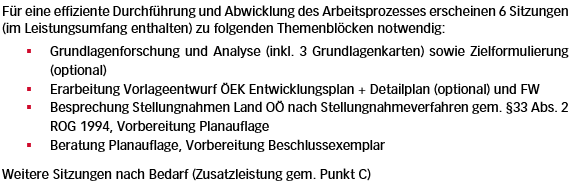 Für eine effiziente Durchführung und Abwicklung des Arbeitsprozesses erscheinen 6 Sitzungen
(im Leistungsumfang enthalten) zu folgenden Themenblöcken notwendig:
▪ Grundlagenforschung und Analyse (inkl. 3 Grundlagenkarten) sowie Zielformulierung
(optional)
▪ Erarbeitung Vorlageentwurf ÖEK Entwicklungsplan + Detailplan (optional) und FW
▪ Besprechung Stellungnahmen Land OÖ nach Stellungnahmeverfahren gem. §33 Abs. 2
ROG 1994, Vorbereitung Planauflage
▪ Beratung Planauflage, Vorbereitung Beschlussexemplar
Weitere Sitzungen nach Bedarf (Zusatzleistung gem. Punkt C)